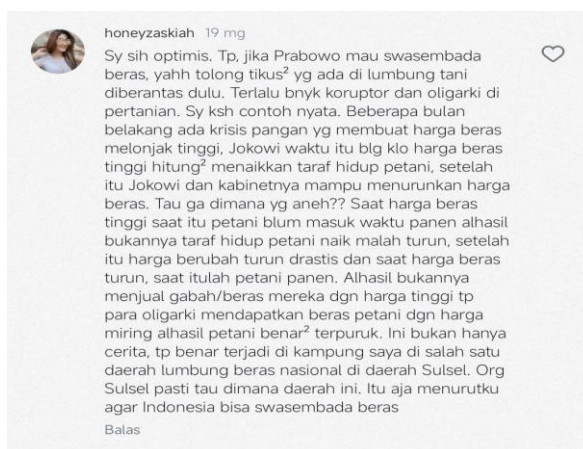 honeyzaskiah 19 mg
Sy sih optimis. Tp, jika Prabowo mau swasembada
beras, yahh tolong tikus² yg ada di lumbung tani
diberantas dulu. Terlalu bnyk koruptor dan oligarki di
pertanian. Sy ksh contoh nyata. Beberapa bulan
belakang ada krisis pangan yg membuat harga beras
melonjak tinggi, Jokowi waktu itu blg klo harga beras
tinggi hitung² menaikkan taraf hidup petani, setelah
itu Jokowi dan kabinetnya mampu menurunkan harga
beras. Tau ga dimana yg aneh?? Saat harga beras
tinggi saat itu petani blum masuk waktu panen alhasil
bukannya taraf hidup petani naik malah turun, setelah
itu harga berubah turun drastis dan saat harga beras
turun, saat itulah petani panen. Alhasil bukannya
menjual gabah/beras mereka dgn harga tinggi tp
para oligarki mendapatkan beras petani dgn harga
miring alhasil petani benar² terpuruk. Ini bukan hanya
cerita, tp benar terjadi di kampung saya di salah satu
daerah lumbung beras nasional di daerah Sulsel. Org
Sulsel pasti tau dimana daerah ini. Itu aja menurutku
agar Indonesia bisa swasembada beras
Balas